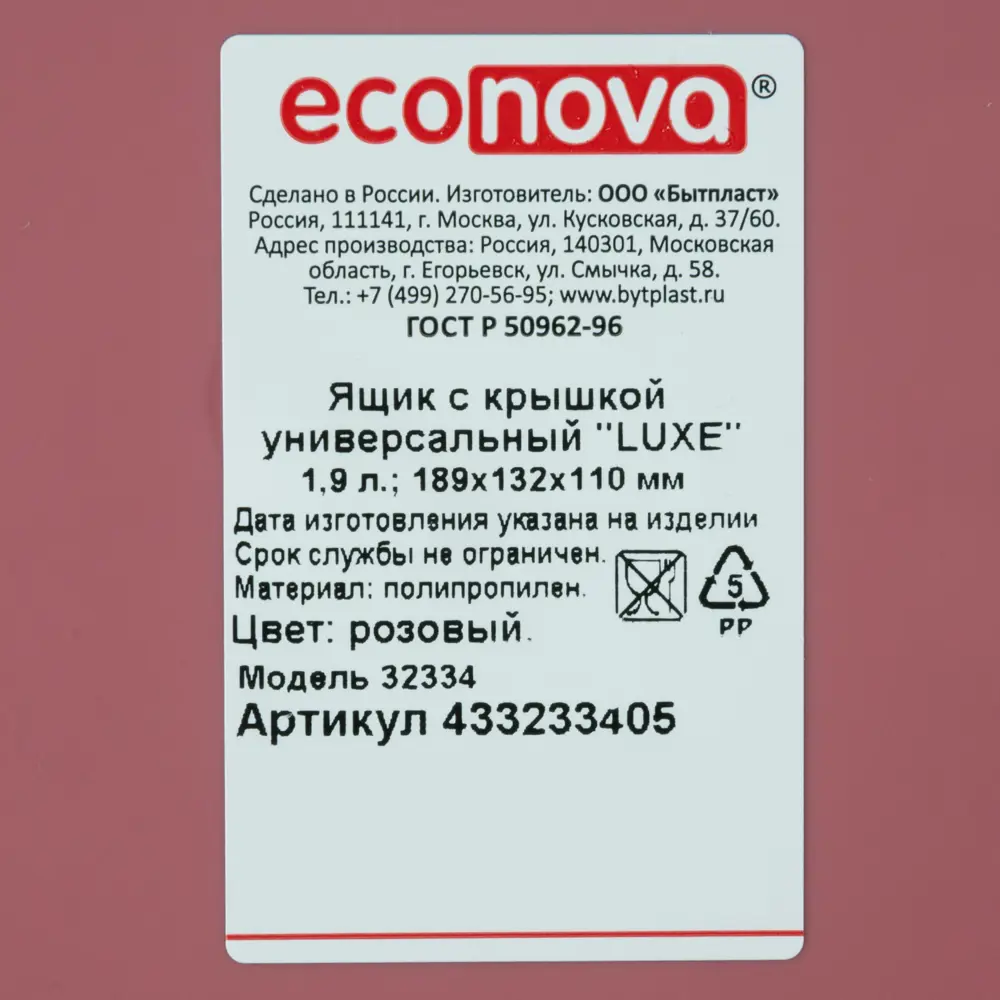 econova®
Сделано в России. Изготовитель: ООО «Бытпласт»
Россия, 111141, г. Москва, ул. Кусковская, д. 37/60.
Адрес производства: Россия, 140301, Московская
область, г. Егорьевск, ул. Смычка, д. 58.
Тел.: +7 (499) 270-56-95; www.bytplast.ru
ГОСТ Р 50962-96
Ящик с крышкой
универсальный "LUXE"
1,9 л.; 189х132х110 мм
Дата изготовления указана на изделии
Срок службы не ограничен.
Материал: полипропилен.
5
PP
Цвет: розовый.
Модель 32334
Артикул 433233405